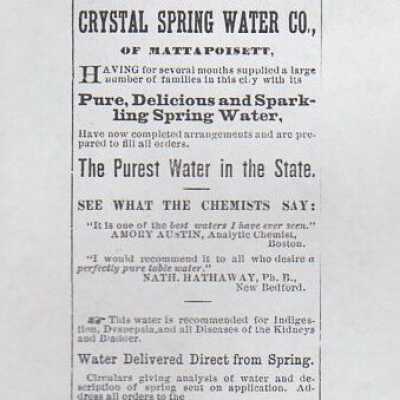 CRYSTAL SPRING WATER CO.,
OF MATTAPOISETT,
HAVING for several months supplied a large
number of families in this city with its
Pure, Delicious and Spark-
ling Spring Water,
Have now completed arrangements and are pre-
pared to fill all orders.
The Purest Water in the State.
SEE WHAT THE CHEMISTS SAY:
"It is one of the best waters I have ever seen."
AMORY AUSTIN, Analytic Chemist,
Boston.
"I would recommend it to all who desire a
perfectly pure table water."
NATH. HATHAWAY, Ph. B.,
New Bedford.
☞ This water is recommended for Indiges-
tion, Dyspepsia, and all Diseases of the Kidneys
and Bladder.
Water Delivered Direct from Spring.
Circulars giving analysis of water and de-
scription of spring sent on application. Ad-
dress all orders to the